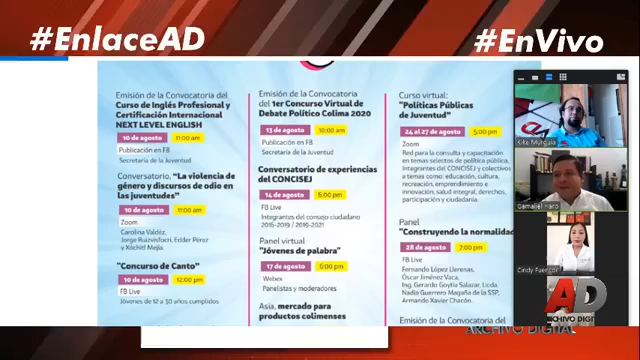 #EnlaceAD
#EnVivo
Emisión de la Convocatoria del
Curso de Inglés Profesional y
Certificación Internacional
NEXT LEVEL ENGLISH
10 de agosto 11:00 am
Publicación en FB
Secretaría de la Juventud
Conversatorio, "La violencia de
género y discursos de odio en
las juventudes"
10 de agosto 11:00 am
Zoom
Carolina Valdéz,
Jorge Ruizvisfocri, Edder Pérez
y Xóchitl Mejía.
"Concurso de Canto"
10 de agosto 12:00 pm
FB Live
Jóvenes de 12 a 30 años cumplidos
Emisión de la Convocatoria
del 1er Concurso Virtual de
Debate Político Colima 2020
13 de agosto 10:00 am
Publicación en FB
Secretaría de la Juventud
Conversatorio de experiencias
del CONCISEJ
14 de agosto 6:00 pm
FB Live
Integrantes del consejo ciudadano
2016-2019 / 2019-2021
Panel virtual
"Jóvenes de palabra"
17 de agosto 6:00 pm
Webex
Panelistas y moderadores
Asia, mercado para
productos colimenses
Curso virtual:
"Políticas Públicas
de Juventud"
24 al 27 de agosto 5:00 pm
Zoom
Red para la consulta y capacitación
en temas selectos de política pública,
Integrantes del CONCISEJ y colectivos
a temas como: educación, cultura,
recreación, emprendimiento e
innovación, salud integral, derechos,
participación y ciudadanía.
Panel
"Construyendo la normalidad
28 de agosto 7:00 pm
FB Live
Fernando López Llerenas,
Óscar Jiménez Vaca,
Ing. Gerardo Goytia Salazar, Licda.
Nadia Guerrero Magaña de la SSP,
Armando Xavier Chacón.
Emisión de la Convocatoria del
Kike Murguía
Gamaliel Haro
Cindy
AD
ARCHIVO DIGITAL